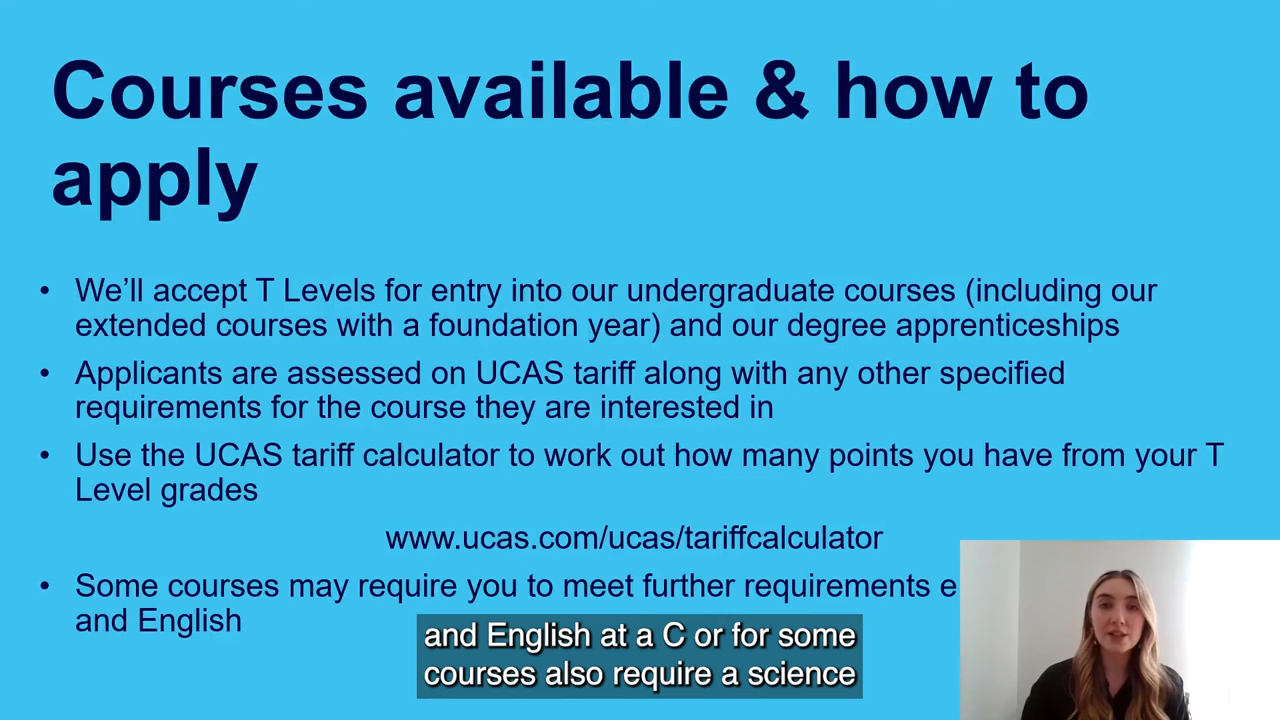 Courses available & how to
apply
• We’ll accept T Levels for entry into our undergraduate courses (including our
extended courses with a foundation year) and our degree apprenticeships
• Applicants are assessed on UCAS tariff along with any other specified
requirements for the course they are interested in
• Use the UCAS tariff calculator to work out how many points you have from your T
Level grades
www.ucas.com/ucas/tariffcalculator
• Some courses may require you to meet further requirements e
and English
and English at a C or for some
courses also require a science